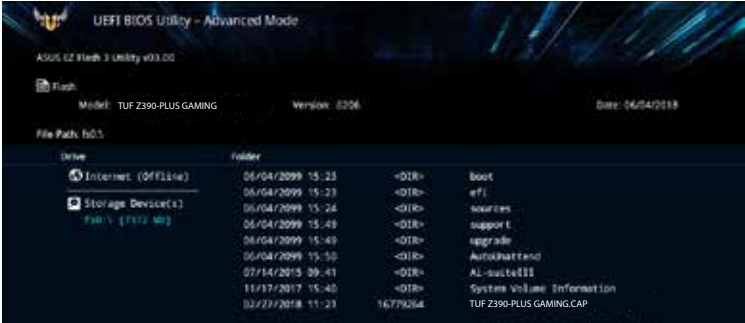 UEFI BIOS Utility – Advanced Mode
ASUS EZ Flash 3 Utility v03.00
Flash
Model: TUF Z390-PLUS GAMING Version: 0206 Date: 06/04/2018
File Path: fs0:\
Drive Folder
Internet (Offline)
Storage Device(s)
fs0:\ [7372 MB]
06/04/2099 15:23 <DIR> boot
06/04/2099 15:23 <DIR> efi
06/04/2099 15:24 <DIR> sources
06/04/2099 15:49 <DIR> support
06/04/2099 15:49 <DIR> upgrade
06/04/2099 15:50 <DIR> AutoUnattend
07/14/2015 09:41 <DIR> Ai-suiteIII
11/17/2017 15:40 <DIR> System Volume Information
02/27/2018 11:23 16779264 TUF Z390-PLUS GAMING.CAP